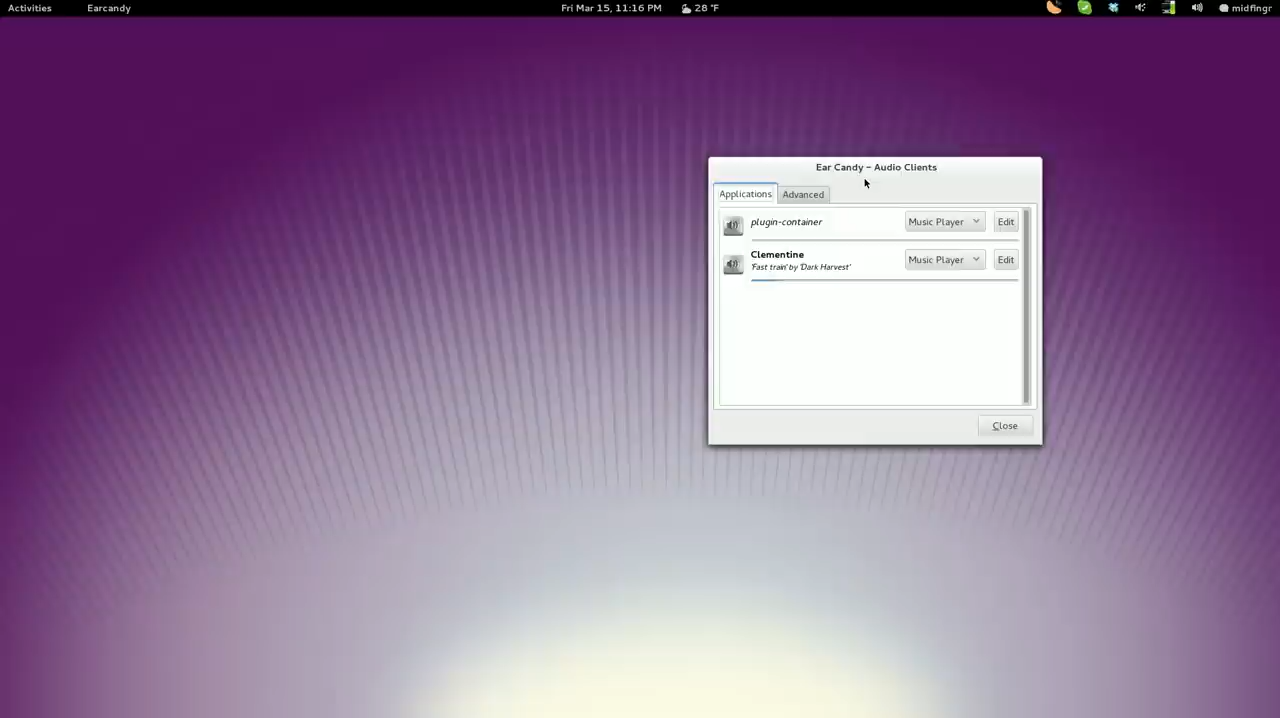 Activities Earcandy Fri Mar 15, 11:16 PM 28 °F midfingr
Ear Candy – Audio Clients
Applications Advanced
plugin-container Music Player Edit
Clementine Music Player Edit
'Fast train' by 'Dark Harvest'
Close